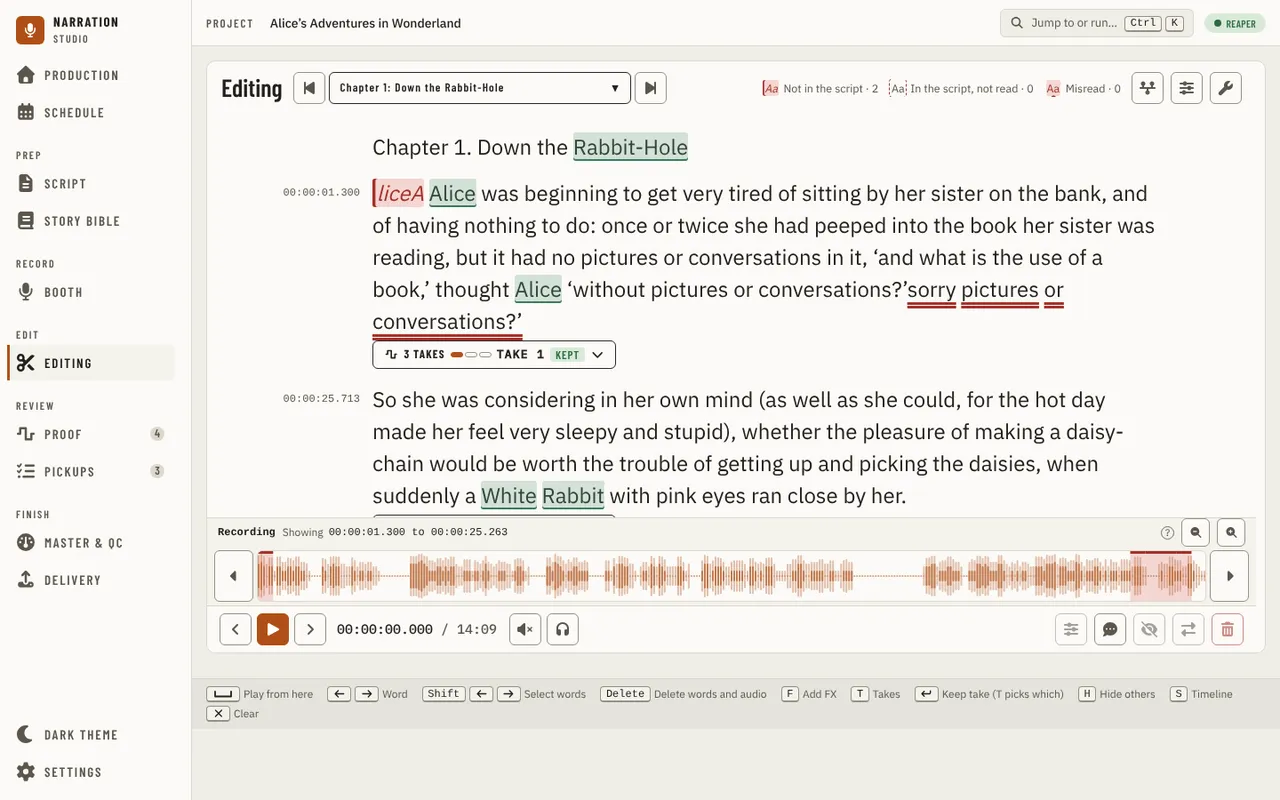 NARRATION
STUDIO
PROJECT Alice's Adventures in Wonderland
Jump to or run... Ctrl K
REAPER
PRODUCTION
SCHEDULE
PREP
SCRIPT
STORY BIBLE
RECORD
BOOTH
EDIT
EDITING
REVIEW
PROOF 4
PICKUPS 3
FINISH
MASTER & QC
DELIVERY
DARK THEME
SETTINGS
Editing
Chapter 1: Down the Rabbit-Hole
Aa Not in the script · 2 Aa In the script, not read · 0 Aa Misread · 0
Chapter 1. Down the Rabbit-Hole
00:00:01.300 liceA Alice was beginning to get very tired of sitting by her sister on the bank, and
of having nothing to do: once or twice she had peeped into the book her sister was
reading, but it had no pictures or conversations in it, ‘and what is the use of a
book,’ thought Alice ‘without pictures or conversations?’sorry pictures or
conversations?’
3 TAKES TAKE 1 KEPT
00:00:25.713 So she was considering in her own mind (as well as she could, for the hot day
made her feel very sleepy and stupid), whether the pleasure of making a daisy-
chain would be worth the trouble of getting up and picking the daisies, when
suddenly a White Rabbit with pink eyes ran close by her.
Recording Showing 00:00:01.300 to 00:00:25.263
?
00:00:00.000 / 14:09
Play from here Word Shift Select words Delete Delete words and audio F Add FX T Takes Keep take (T picks which) H Hide others S Timeline
Clear